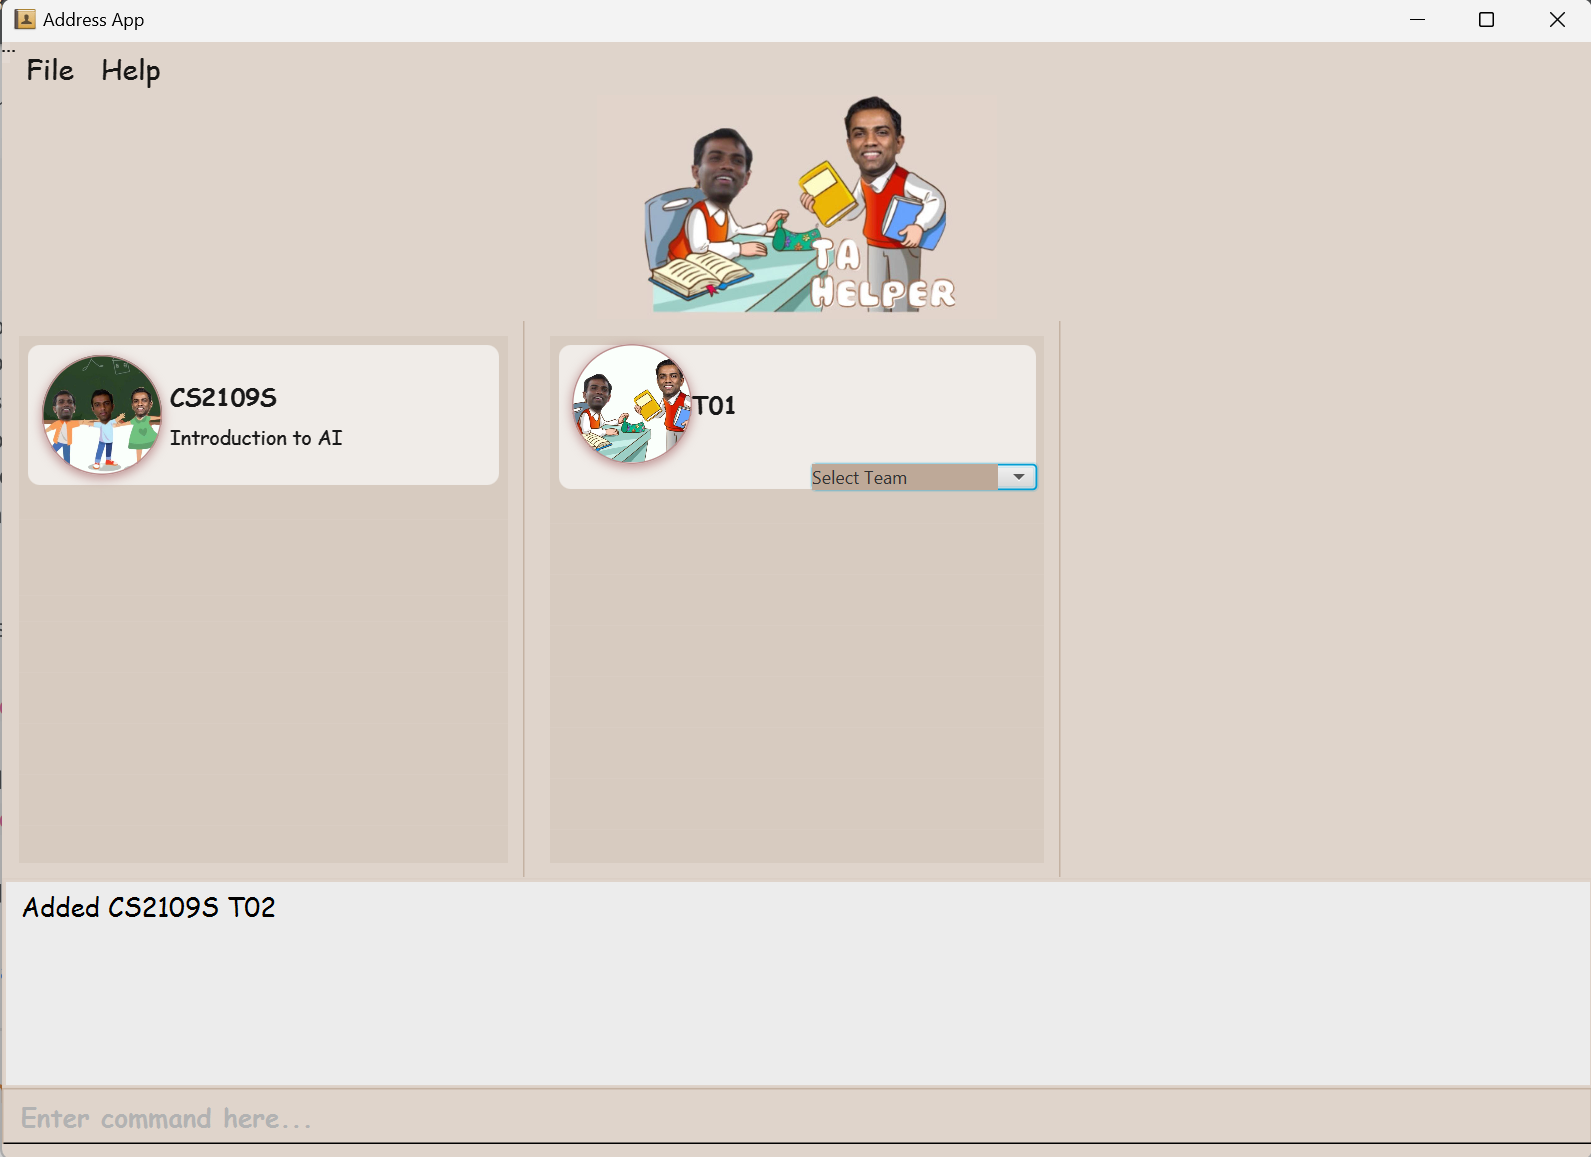 Address App
File Help
TA
HELPER
CS2109S
Introduction to AI
T01
Select Team
Added CS2109S T02
Enter command here...